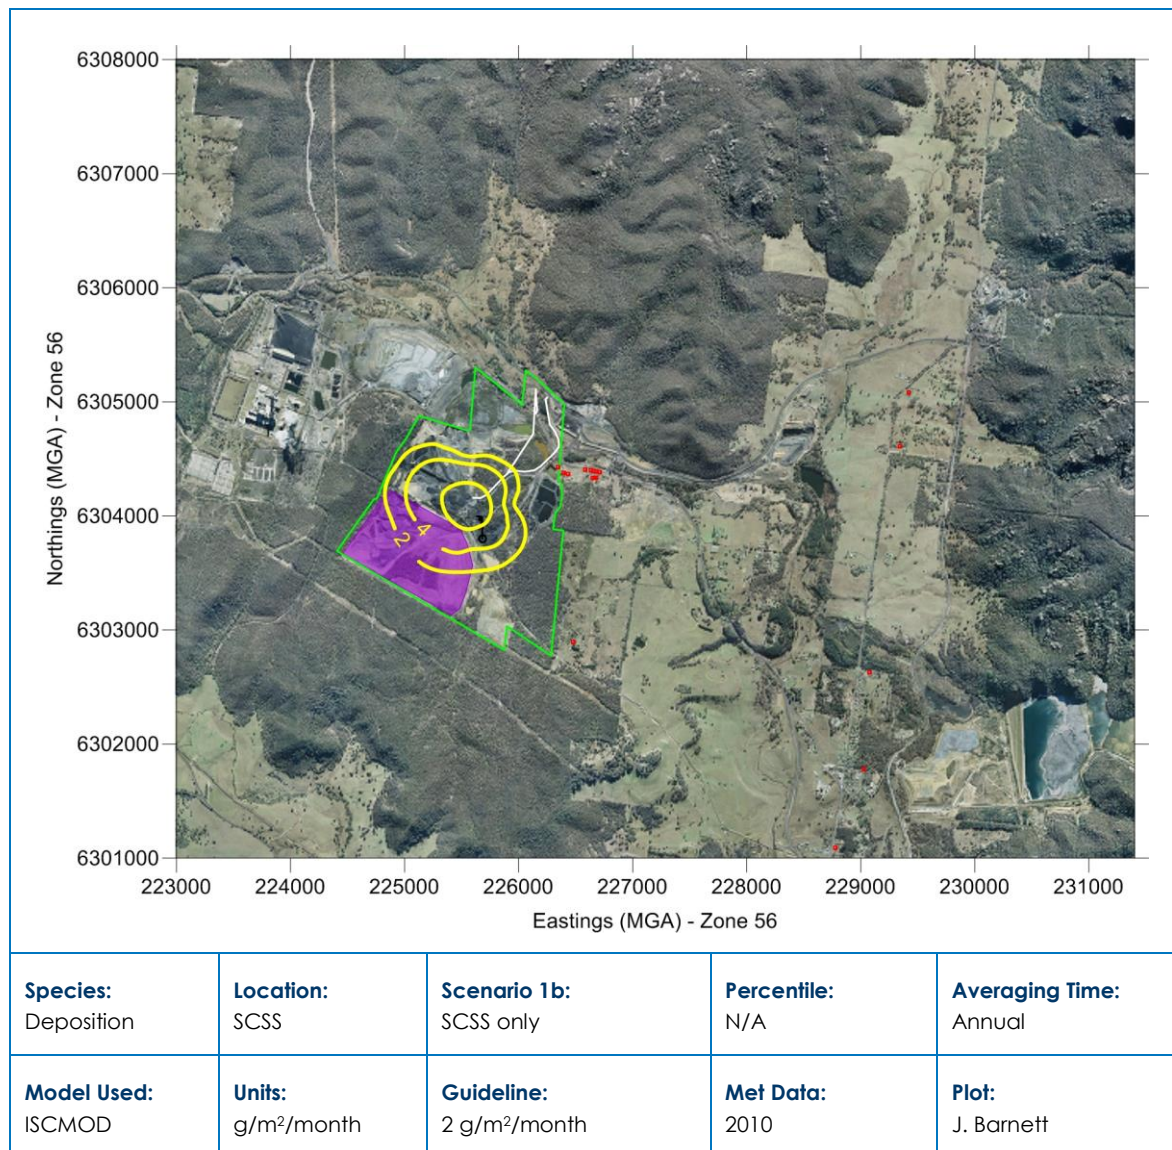 6308000
6307000
6306000
6305000
6304000
6303000
6302000
6301000
Northings (MGA) - Zone 56
2
4
223000 224000 225000 226000 227000 228000 229000 230000 231000
Eastings (MGA) - Zone 56
Species:
Deposition
Location:
SCSS
Scenario 1b:
SCSS only
Percentile:
N/A
Averaging Time:
Annual
Model Used:
ISCMOD
Units:
g/m²/month
Guideline:
2 g/m²/month
Met Data:
2010
Plot:
J. Barnett